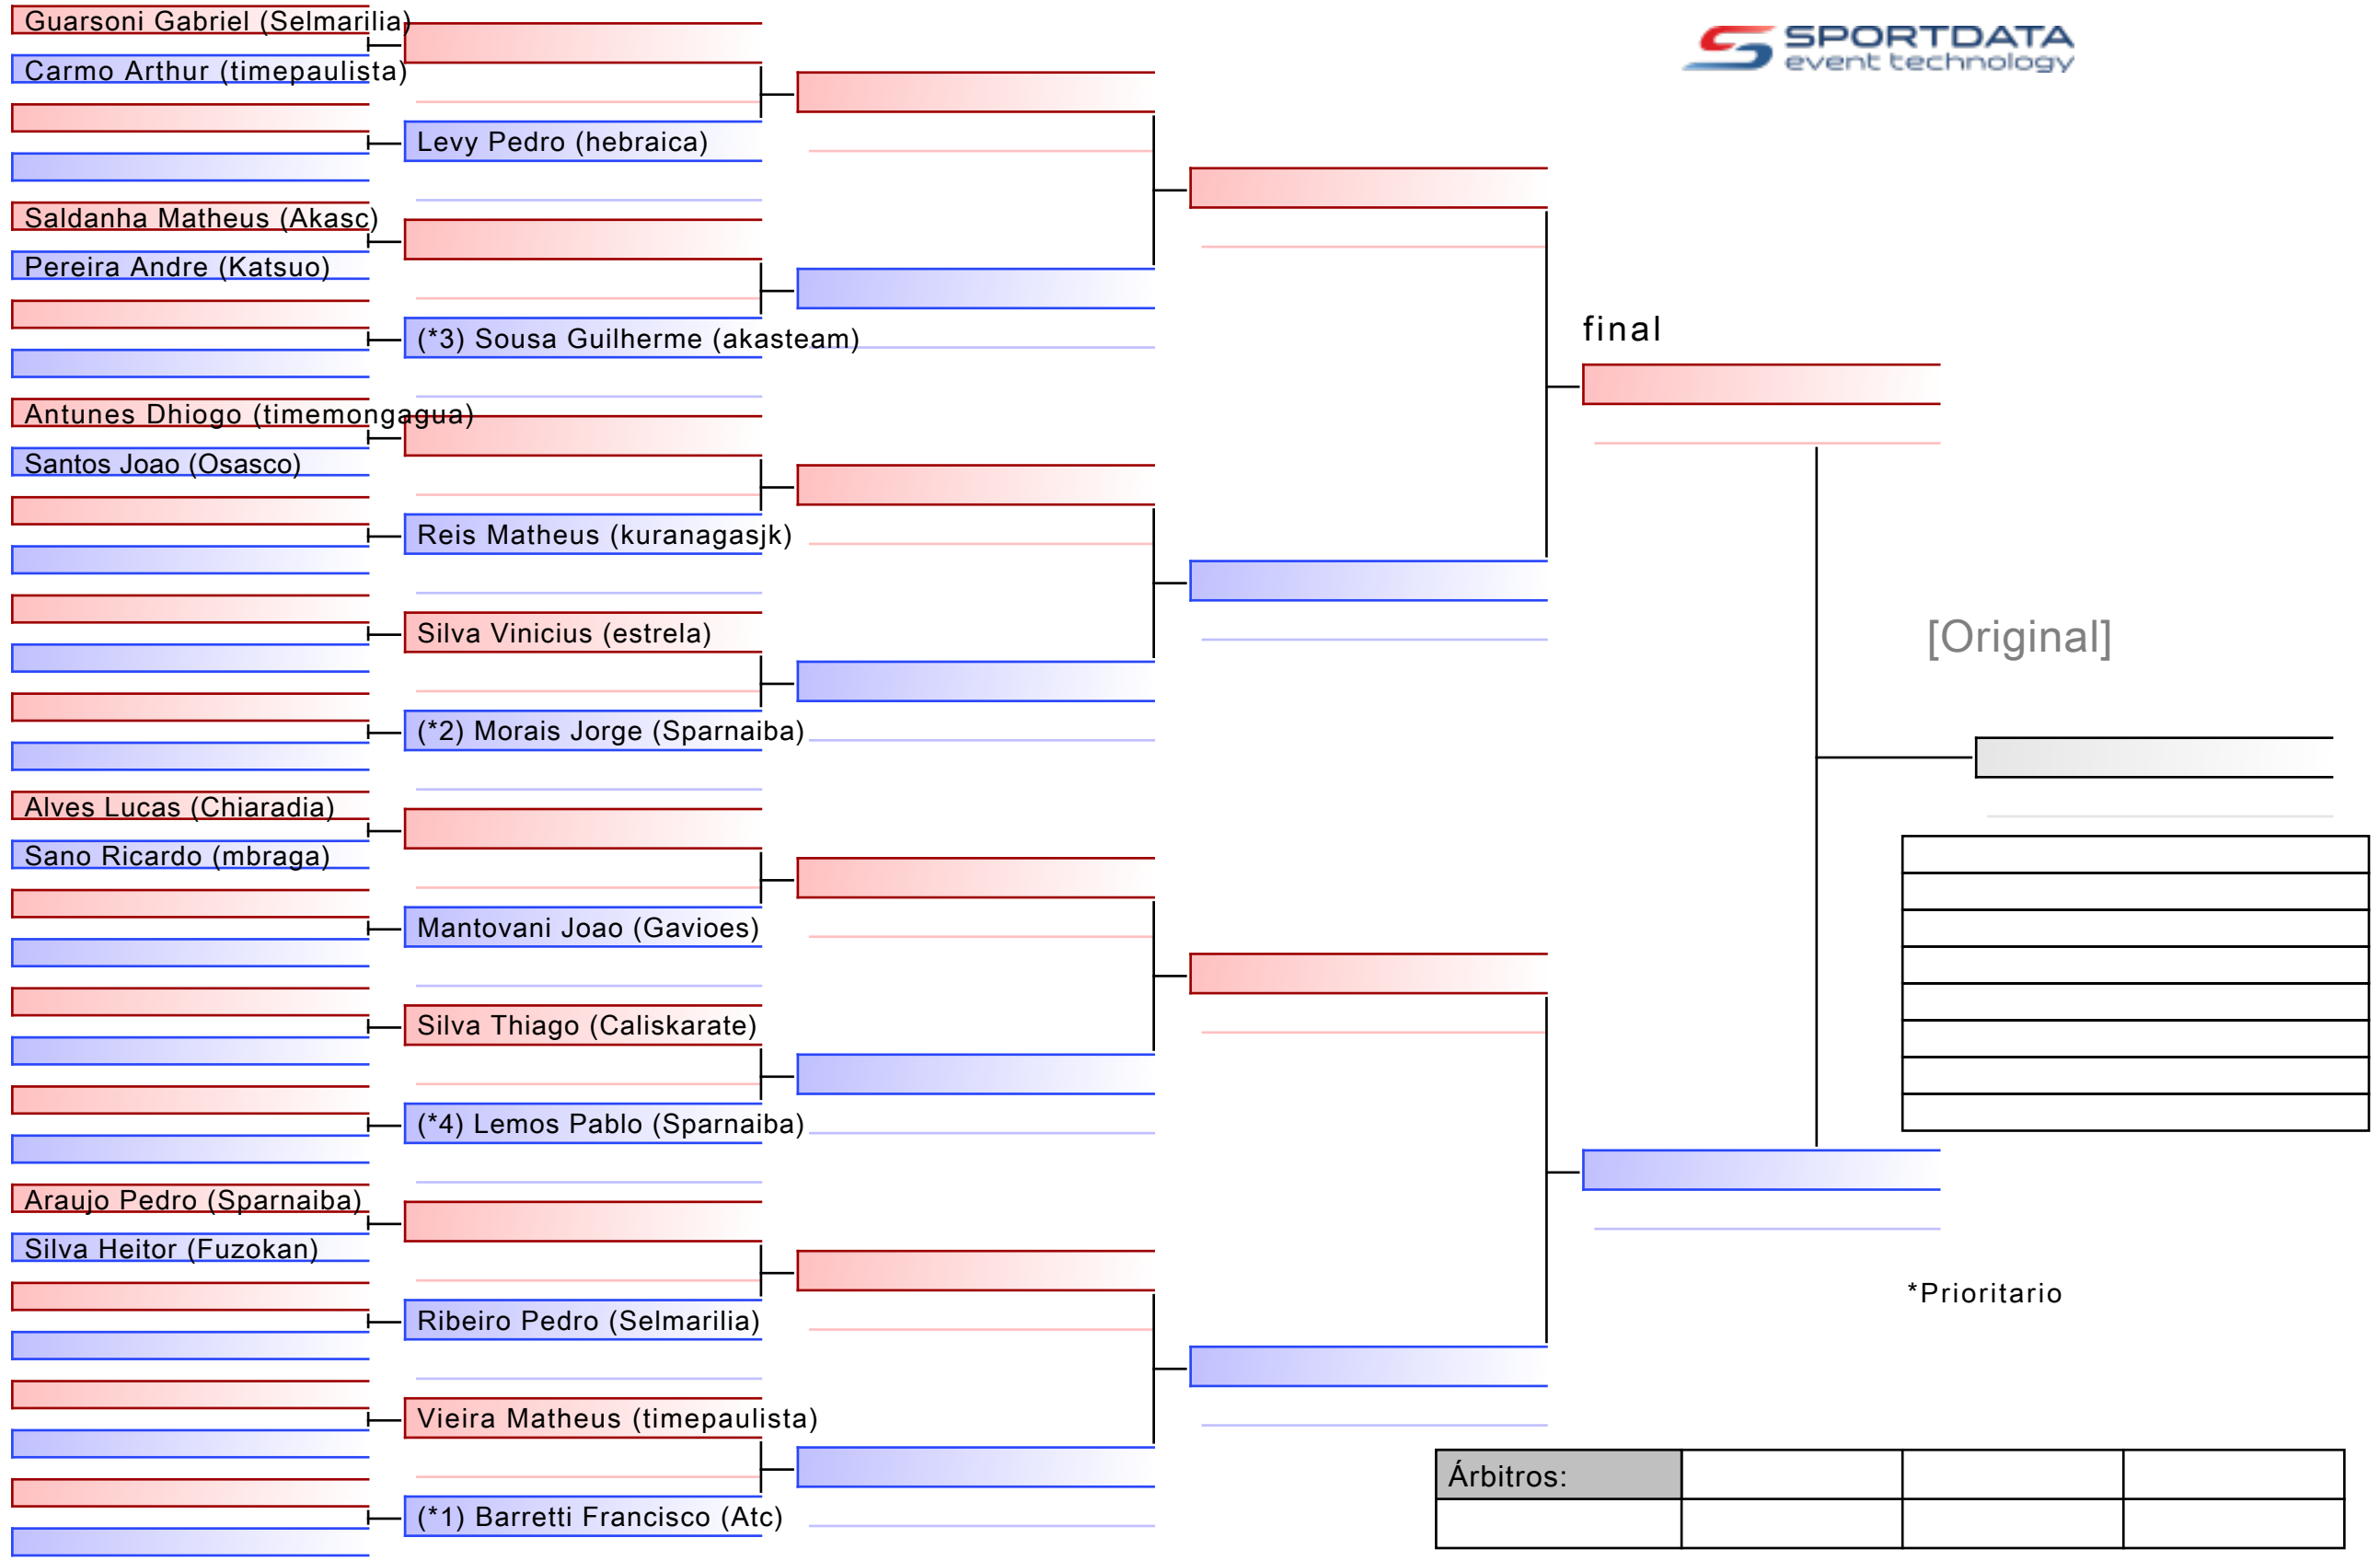 Guarsoni Gabriel (Selmarilia)
Carmo Arthur (timepaulista)
Levy Pedro (hebraica)
Saldanha Matheus (Akasc)
Pereira Andre (Katsuo)
(*3) Sousa Guilherme (akasteam)
Antunes Dhiogo (timemongagua)
Santos Joao (Osasco)
Reis Matheus (kuranagasjk)
Silva Vinicius (estrela)
(*2) Morais Jorge (Sparnaiba)
Alves Lucas (Chiaradia)
Sano Ricardo (mbraga)
Mantovani Joao (Gavioes)
Silva Thiago (Caliskarate)
(*4) Lemos Pablo (Sparnaiba)
Araujo Pedro (Sparnaiba)
Silva Heitor (Fuzokan)
Ribeiro Pedro (Selmarilia)
Vieira Matheus (timepaulista)
(*1) Barretti Francisco (Atc)
final
SPORTDATA
event technology
[Original]
*Prioritario
Árbitros: